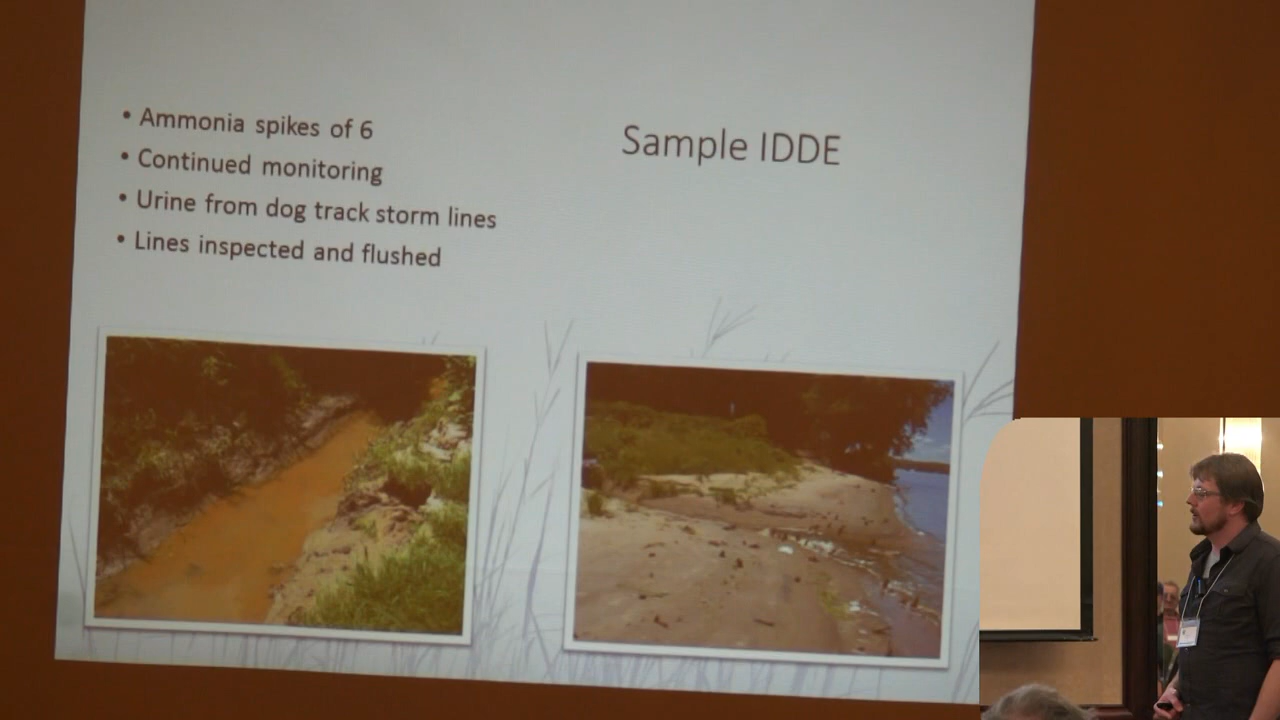 • Ammonia spikes of 6
• Continued monitoring
• Urine from dog track storm lines
• Lines inspected and flushed
Sample IDDE